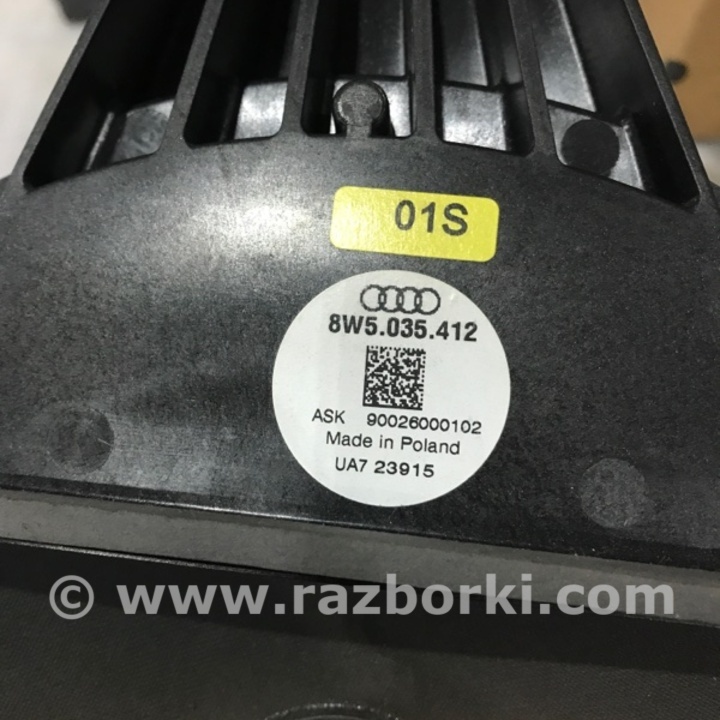 01S
8W5.035.412
ASK 90026000102
Made in Poland
UA7 23915
© www.razborki.com